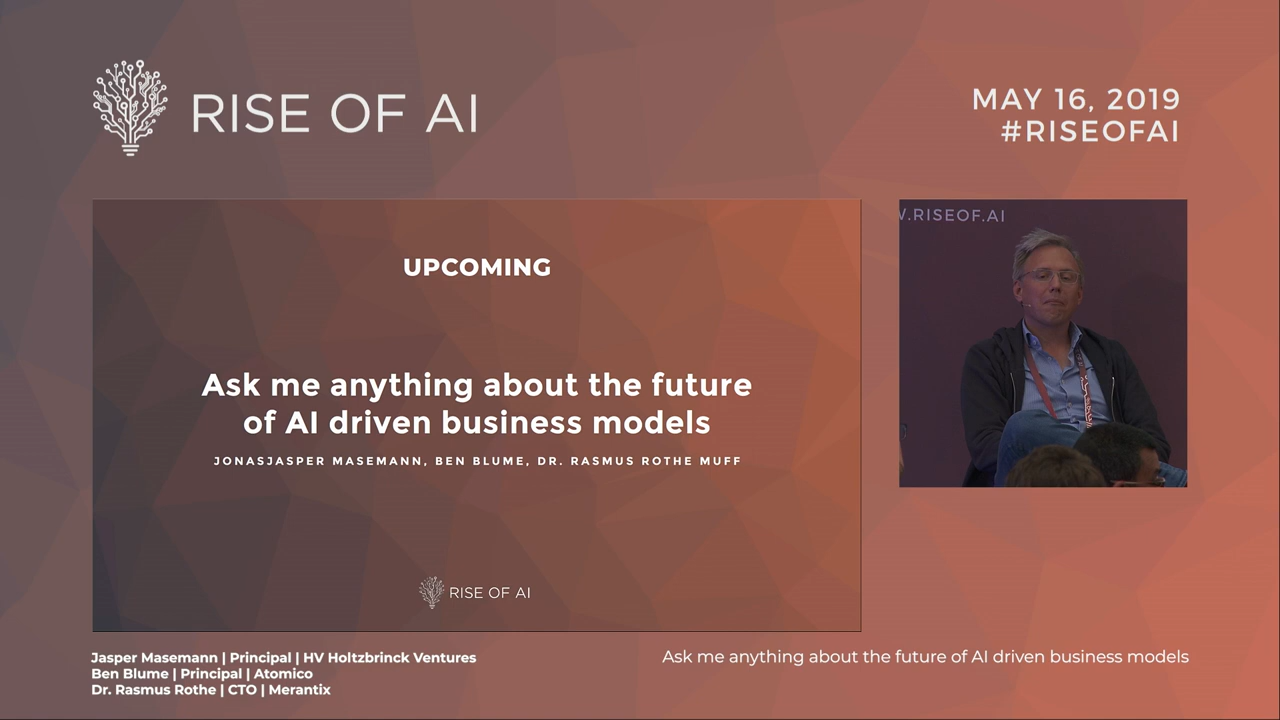 RISE OF AI
MAY 16, 2019
#RISEOFAI
UPCOMING
Ask me anything about the future
of AI driven business models
JONASJASPER MASEMANN, BEN BLUME, DR. RASMUS ROTHE MUFF
RISE OF AI
W.RISEOF.AI
Jasper Masemann | Principal | HV Holtzbrinck Ventures
Ben Blume | Principal | Atomico
Dr. Rasmus Rothe | CTO | Merantix
Ask me anything about the future of AI driven business models